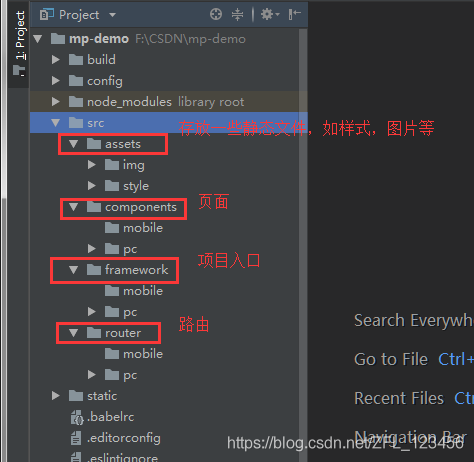 1: Project
Project
mp-demo F:\CSDN\mp-demo
build
config
node_modules library root
src
存放一些静态文件，如样式，图片等
assets
img
style
components
页面
mobile
pc
framework
项目入口
mobile
pc
router
路由
mobile
pc
static
.babelrc
.editorconfig
.eslintignore
Search Everywhe
Go to File Ctrl+
Recent Files Ct
Navigation Bar
https://blog.csdn.net/ZFL_123456